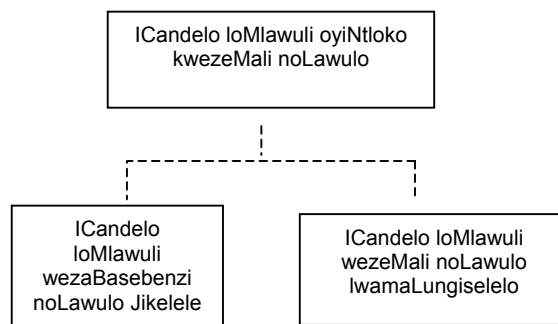 ICandelo loMlawuli oyiNtloko
kwezeMali noLawulo
ICandelo
loMlawuli
wezaBasebenzi
noLawulo Jikelele
ICandelo loMlawuli
wezeMali noLawulo
lwamaLungiselelo